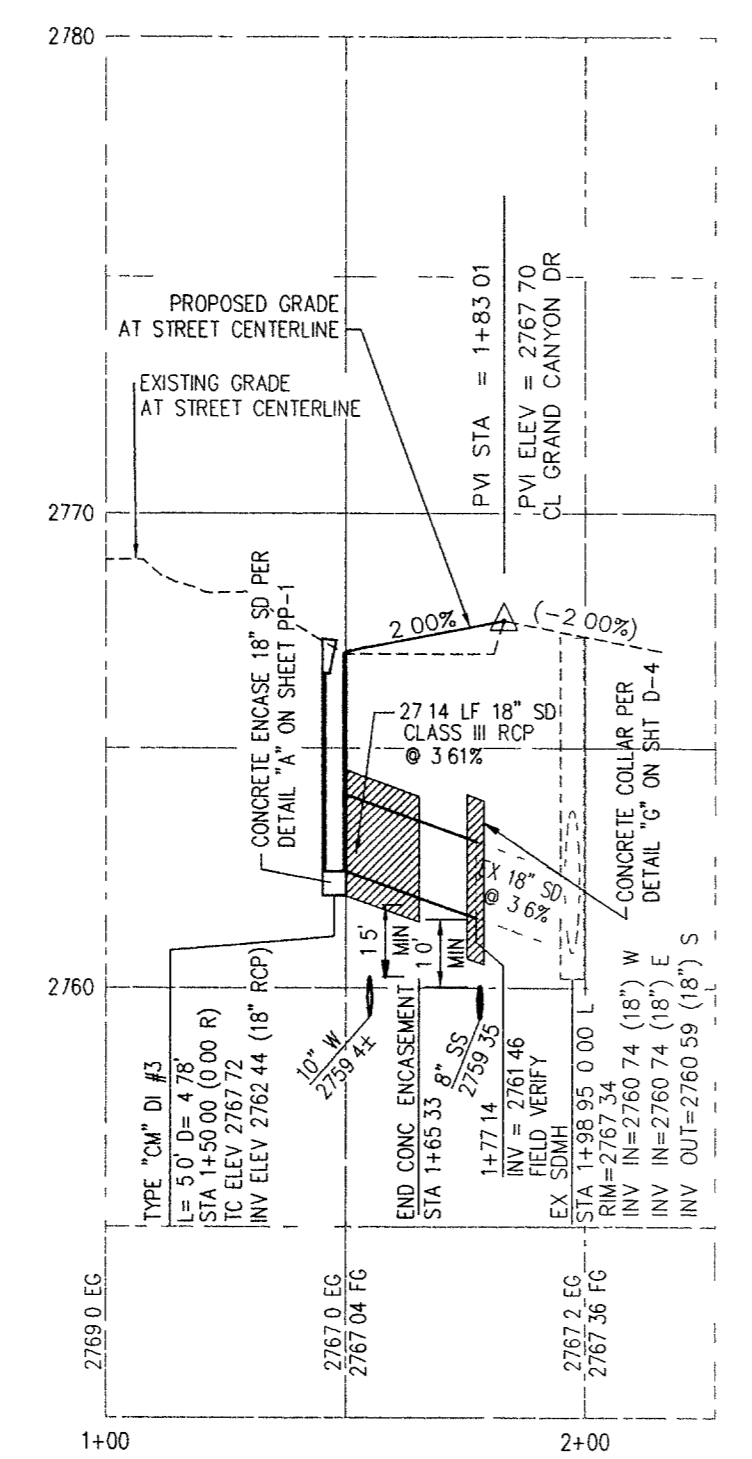 2780
PROPOSED GRADE
AT STREET CENTERLINE
EXISTING GRADE
AT STREET CENTERLINE
PVI STA = 1+83 01
PVI ELEV = 2767 70
CL GRAND CANYON DR
2770
CONCRETE ENCASE 18" SD PER
DETAIL "A" ON SHEET PP-1
2 00%
(-2 00%)
27 14 LF 18" SD
CLASS III RCP
@ 3 61%
CONCRETE COLLAR PER
DETAIL "G" ON SHT D-4
EX 18" SD
@ 3 6%
1 5'
MIN
1 0'
MIN
2760
10" W
2759 4±
8" SS
2759 35
TYPE "CM" DI #3
L= 5 0' D= 4 78'
STA 1+50 00 (0 00 R)
TC ELEV 2767 72
INV ELEV 2762 44 (18" RCP)
END CONC ENCASEMENT
STA 1+65 33
1+77 14
INV = 2761 46
FIELD VERIFY
EX SDMH
STA 1+98 95 0 00 L
RIM=2767 34
INV IN=2760 74 (18") W
INV IN=2760 74 (18") E
INV OUT=2760 59 (18") S
2769 0 EG
2767 0 EG
2767 04 FG
2767 2 EG
2767 36 FG
1+00
2+00